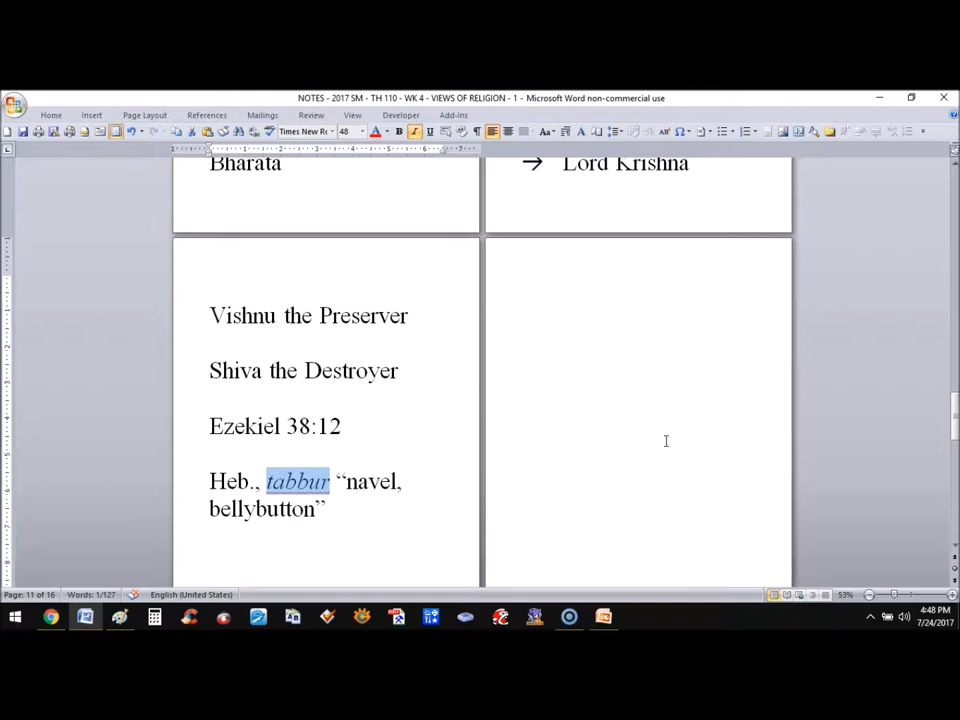 NOTES - 2017 SM - TH 110 - WK 4 - VIEWS OF RELIGION - 1 - Microsoft Word non-commercial use
Home Insert Page Layout References Mailings Review View Developer Add-Ins
Times New R 48
Bharata
→ Lord Krishna
Vishnu the Preserver
Shiva the Destroyer
Ezekiel 38:12
Heb., tabbur “navel,
bellybutton”
Page: 11 of 16 Words: 1/127 English (United States) 53%
4:48 PM
7/24/2017